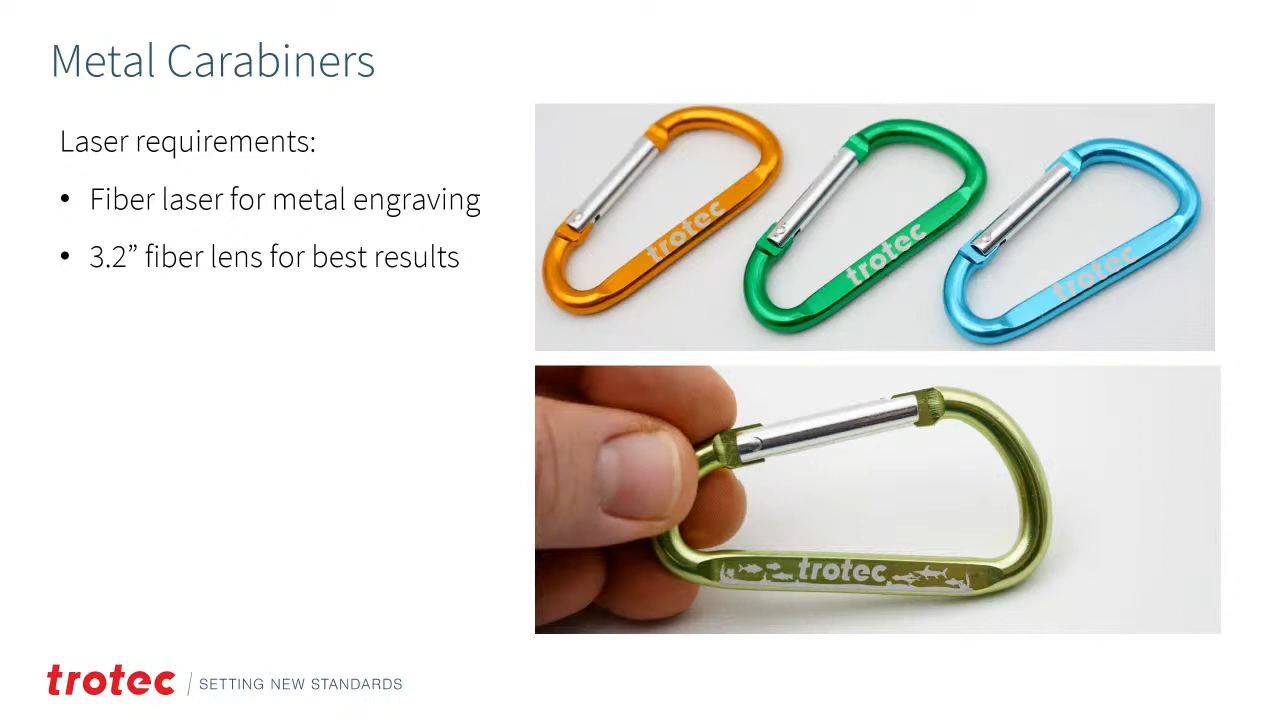 Metal Carabiners
Laser requirements:
• Fiber laser for metal engraving
• 3.2” fiber lens for best results
trotec
trotec
trotec
trotec
trotec / SETTING NEW STANDARDS